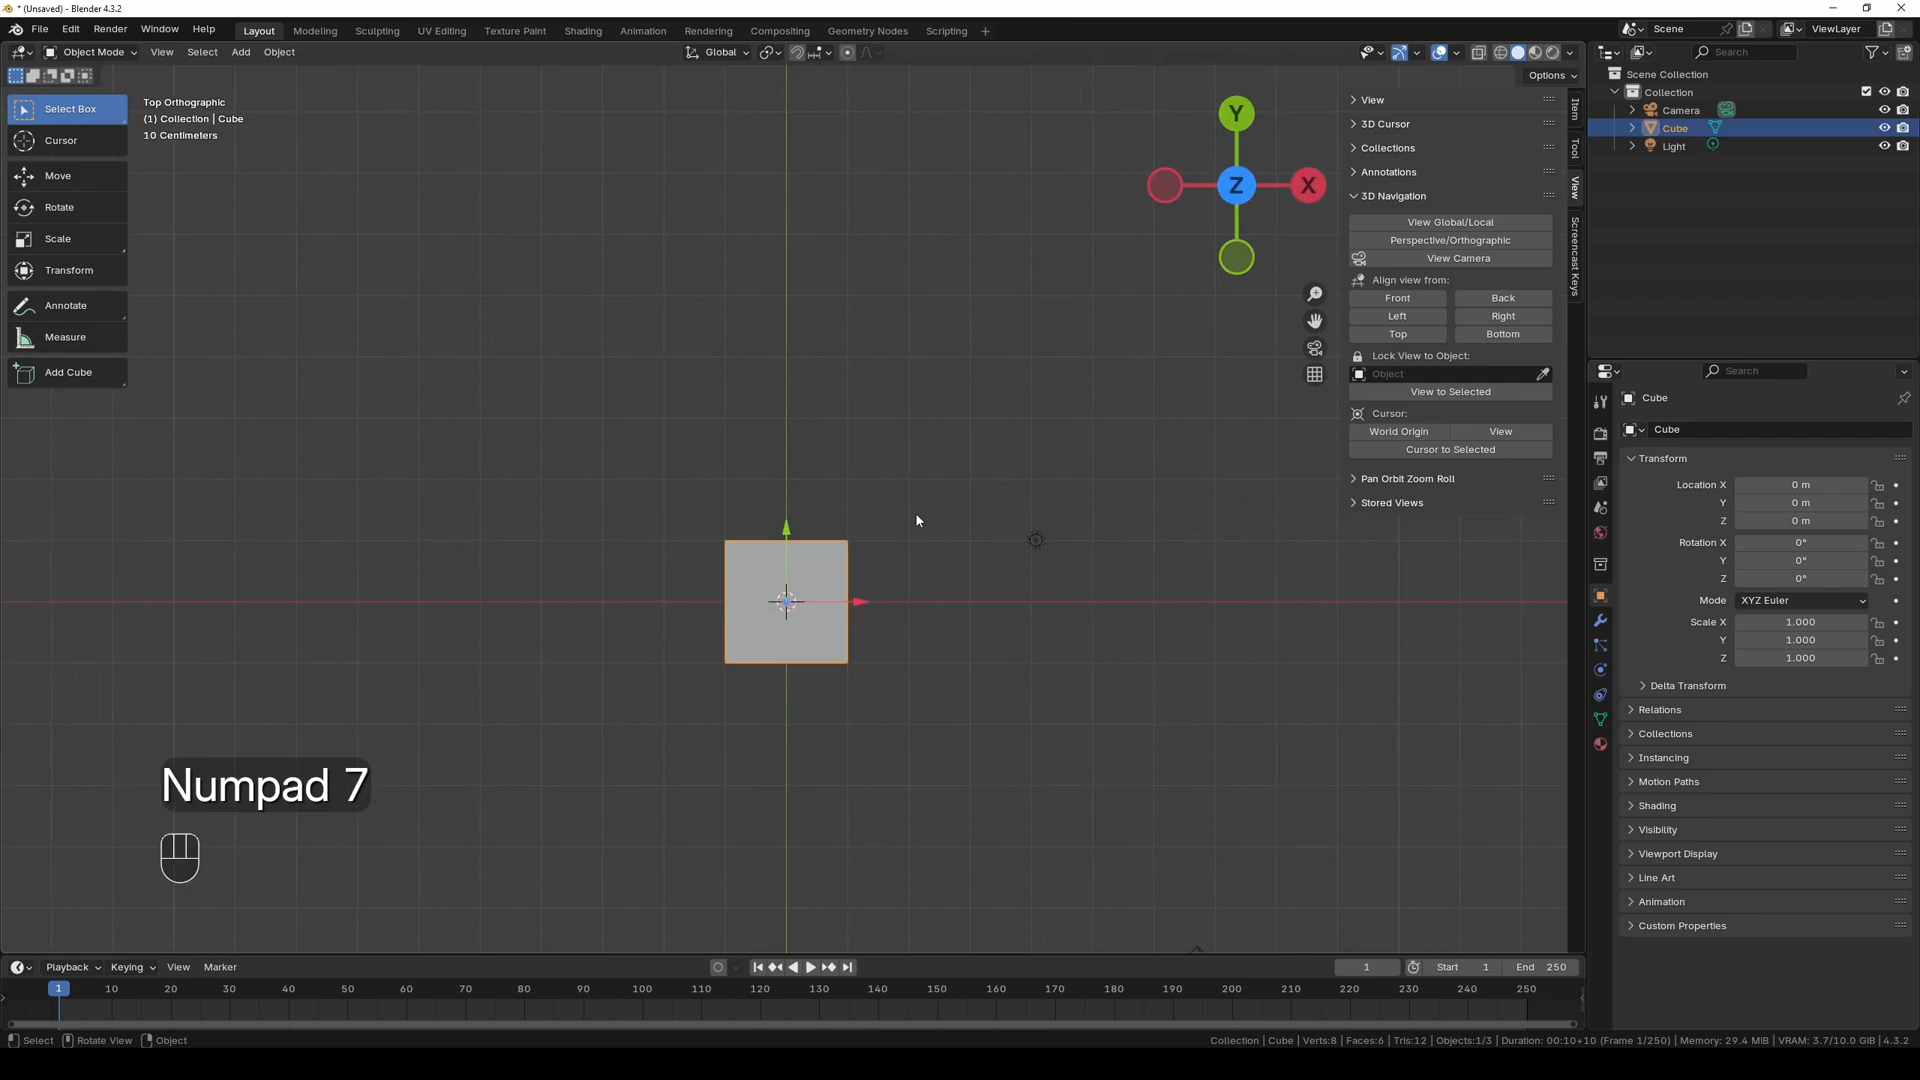 * (Unsaved) - Blender 4.3.2
File Edit Render Window Help Layout Modeling Sculpting UV Editing Texture Paint Shading Animation Rendering Compositing Geometry Nodes Scripting + Scene ViewLayer
Object Mode View Select Add Object Global Search
Options
Select Box
Cursor
Move
Rotate
Scale
Transform
Annotate
Measure
Add Cube
Top Orthographic
(1) Collection | Cube
10 Centimeters
Y
Z X
View
3D Cursor
Collections
Annotations
3D Navigation
View Global/Local
Perspective/Orthographic
View Camera
Align view from:
Front Back
Left Right
Top Bottom
Lock View to Object:
Object
View to Selected
Cursor:
World Origin View
Cursor to Selected
Pan Orbit Zoom Roll
Stored Views
Item
Tool
View
Screencast Keys
Scene Collection
Collection
Camera
Cube
Light
Search
Cube
Cube
Transform
Location X 0 m
Y 0 m
Z 0 m
Rotation X 0°
Y 0°
Z 0°
Mode XYZ Euler
Scale X 1.000
Y 1.000
Z 1.000
Delta Transform
Relations
Collections
Instancing
Motion Paths
Shading
Visibility
Viewport Display
Line Art
Animation
Custom Properties
Numpad 7
Playback Keying View Marker 1 Start 1 End 250
1 10 20 30 40 50 60 70 80 90 100 110 120 130 140 150 160 170 180 190 200 210 220 230 240 250
Select Rotate View Object Collection | Cube | Verts:8 | Faces:6 | Tris:12 | Objects:1/3 | Duration: 00:10+10 (Frame 1/250) | Memory: 29.4 MiB | VRAM: 3.7/10.0 GiB | 4.3.2